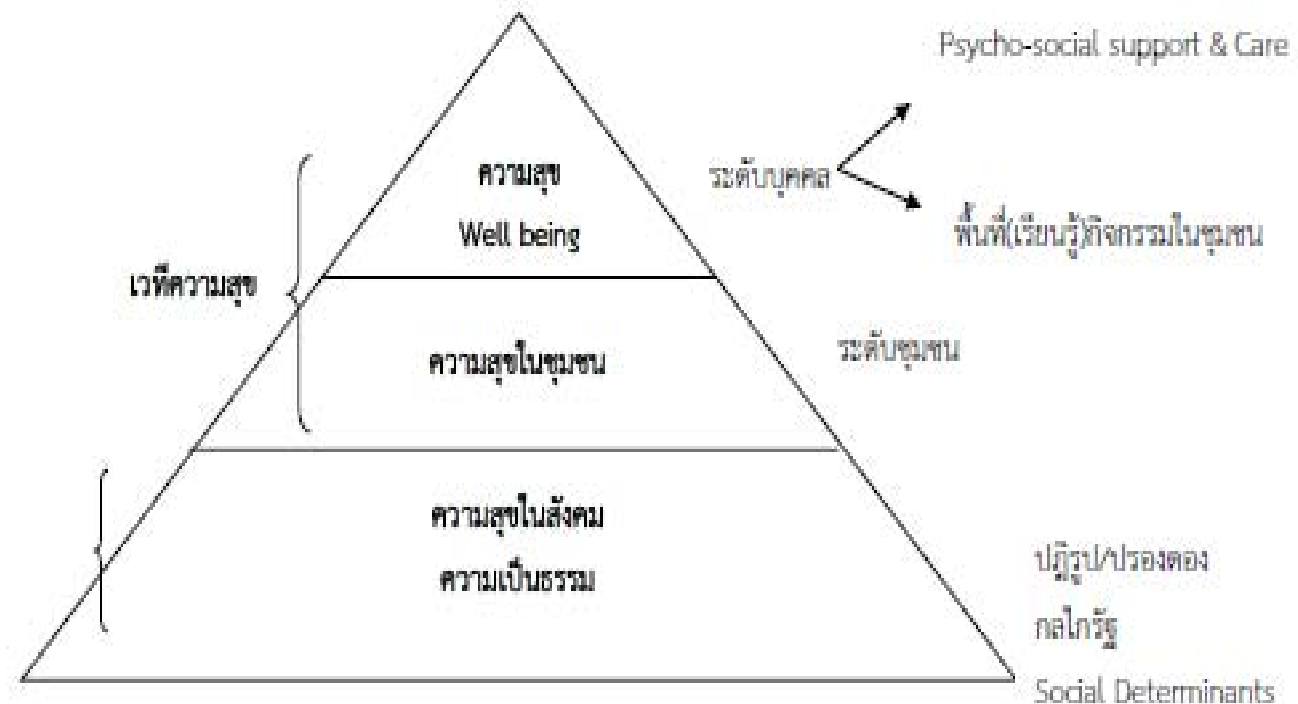 Psycho-social support & Care
ความสุข
Well being
ระดับบุคคล
พื้นที่(เรียนรู้)กิจกรรมในชุมชน
เวทีความสุข
ความสุขในชุมชน
ระดับชุมชน
ความสุขในสังคม
ความเป็นธรรม
ปฏิรูป/ปรองดอง
กลไกรัฐ
Social Determinants